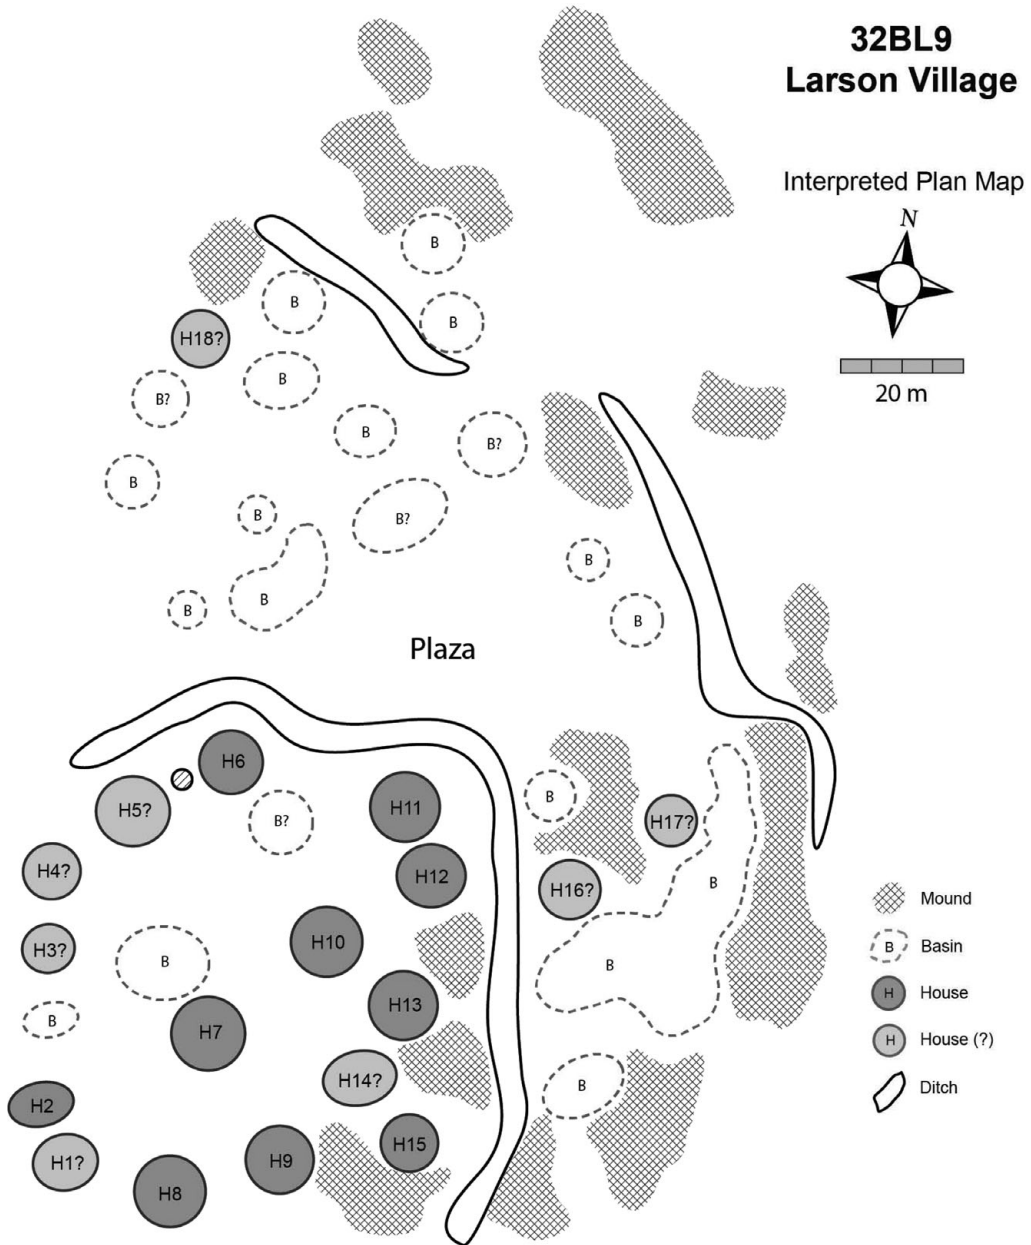 32BL9
Larson Village
Interpreted Plan Map
N
20 m
B
B
B
H18?
B
B?
B
B?
B
B
B?
B
B
B
B
B
Plaza
H6
H5?
B?
H11
B
H17?
H4?
H12
H16?
B
H3?
B
H10
B
B
H7
H13
H2
H14?
B
H1?
H8
H9
H15
Mound
B Basin
H House
H House (?)
Ditch